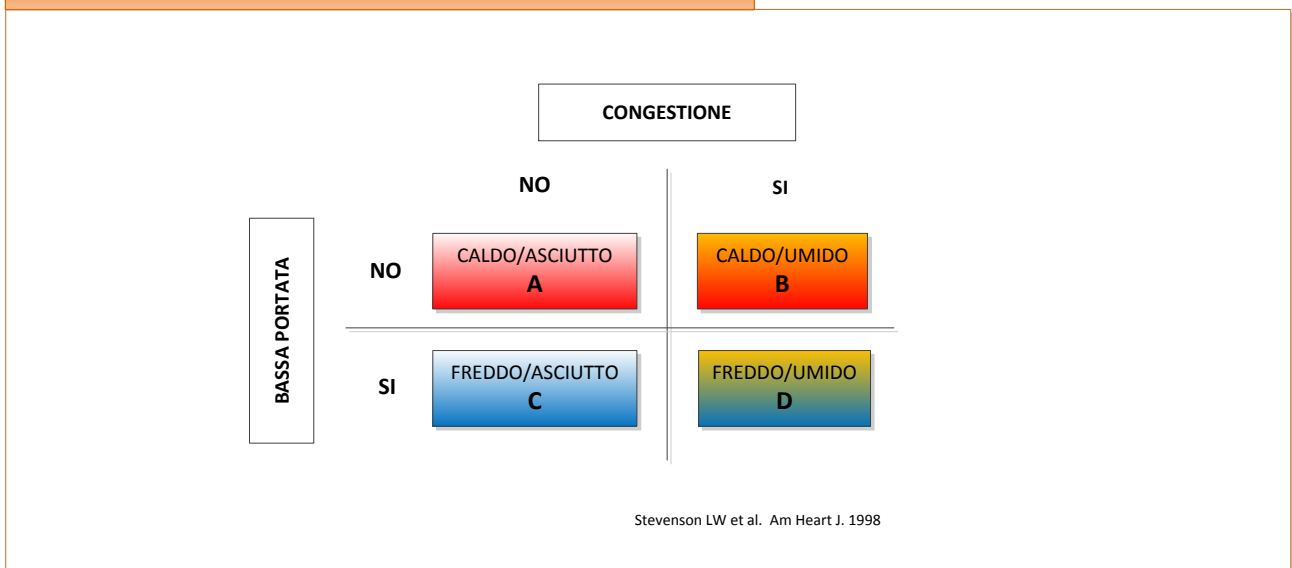 CONGESTIONE
NO
SI
BASSA PORTATA
NO
CALDO/ASCIUTTO
A
CALDO/UMIDO
B
SI
FREDDO/ASCIUTTO
C
FREDDO/UMIDO
D
Stevenson LW et al. Am Heart J. 1998